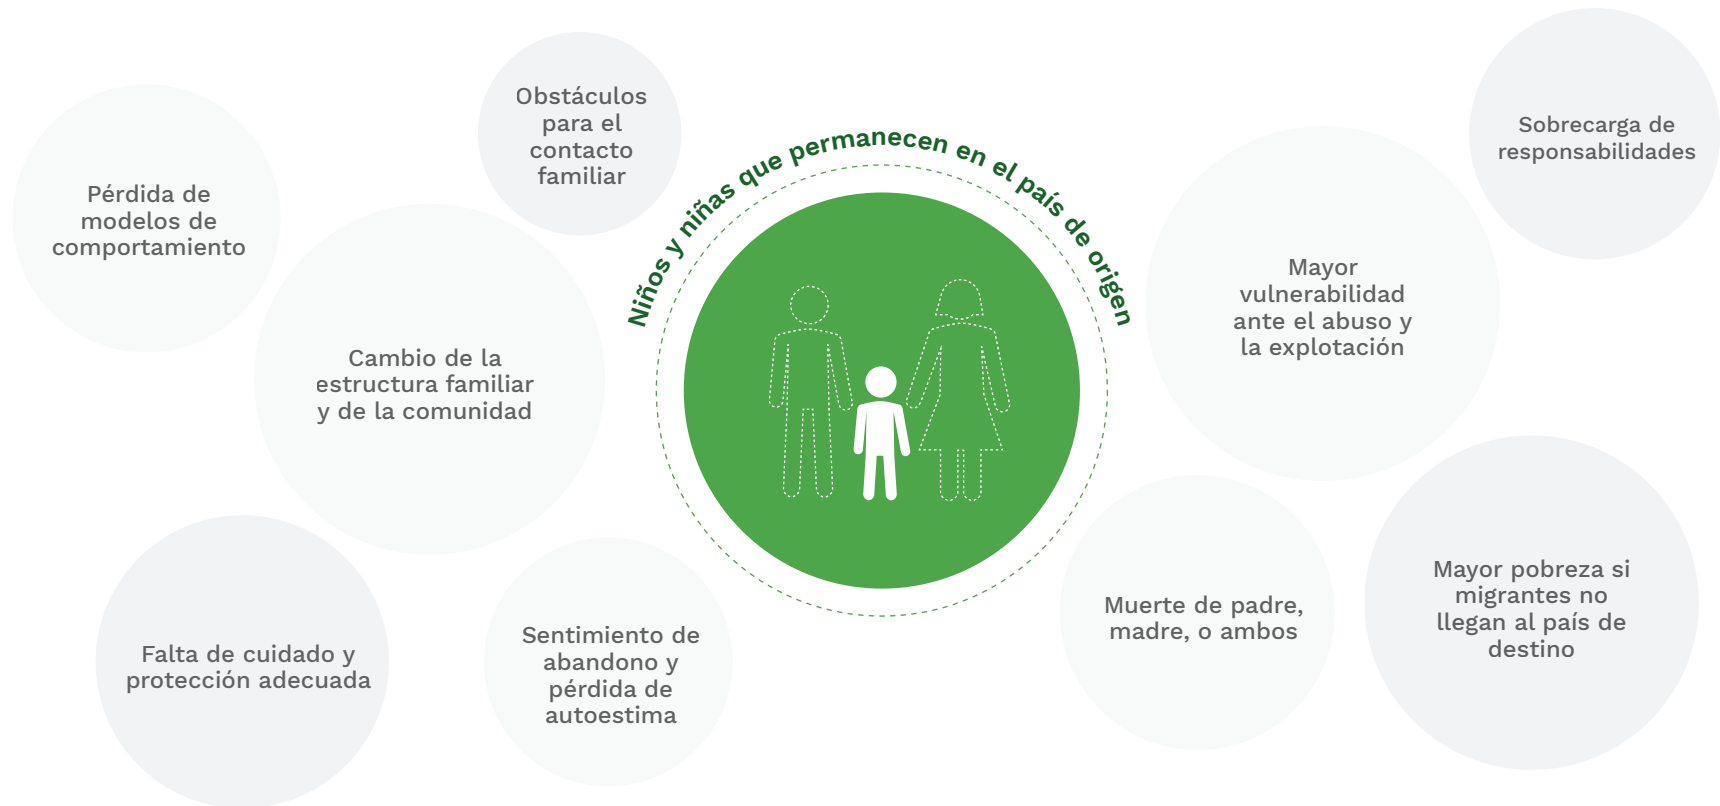 Pérdida de
modelos de
comportamiento
Obstáculos
para el
contacto
familiar
Cambio de la
estructura familiar
y de la comunidad
Falta de cuidado y
protección adecuada
Sentimiento de
abandono y
pérdida de
autoestima
Niños y niñas que permanecen en el país de origen
Mayor
vulnerabilidad
ante el abuso y
la explotación
Sobrecarga de
responsabilidades
Muerte de padre,
madre, o ambos
Mayor pobreza si
migrantes no
llegan al país de
destino